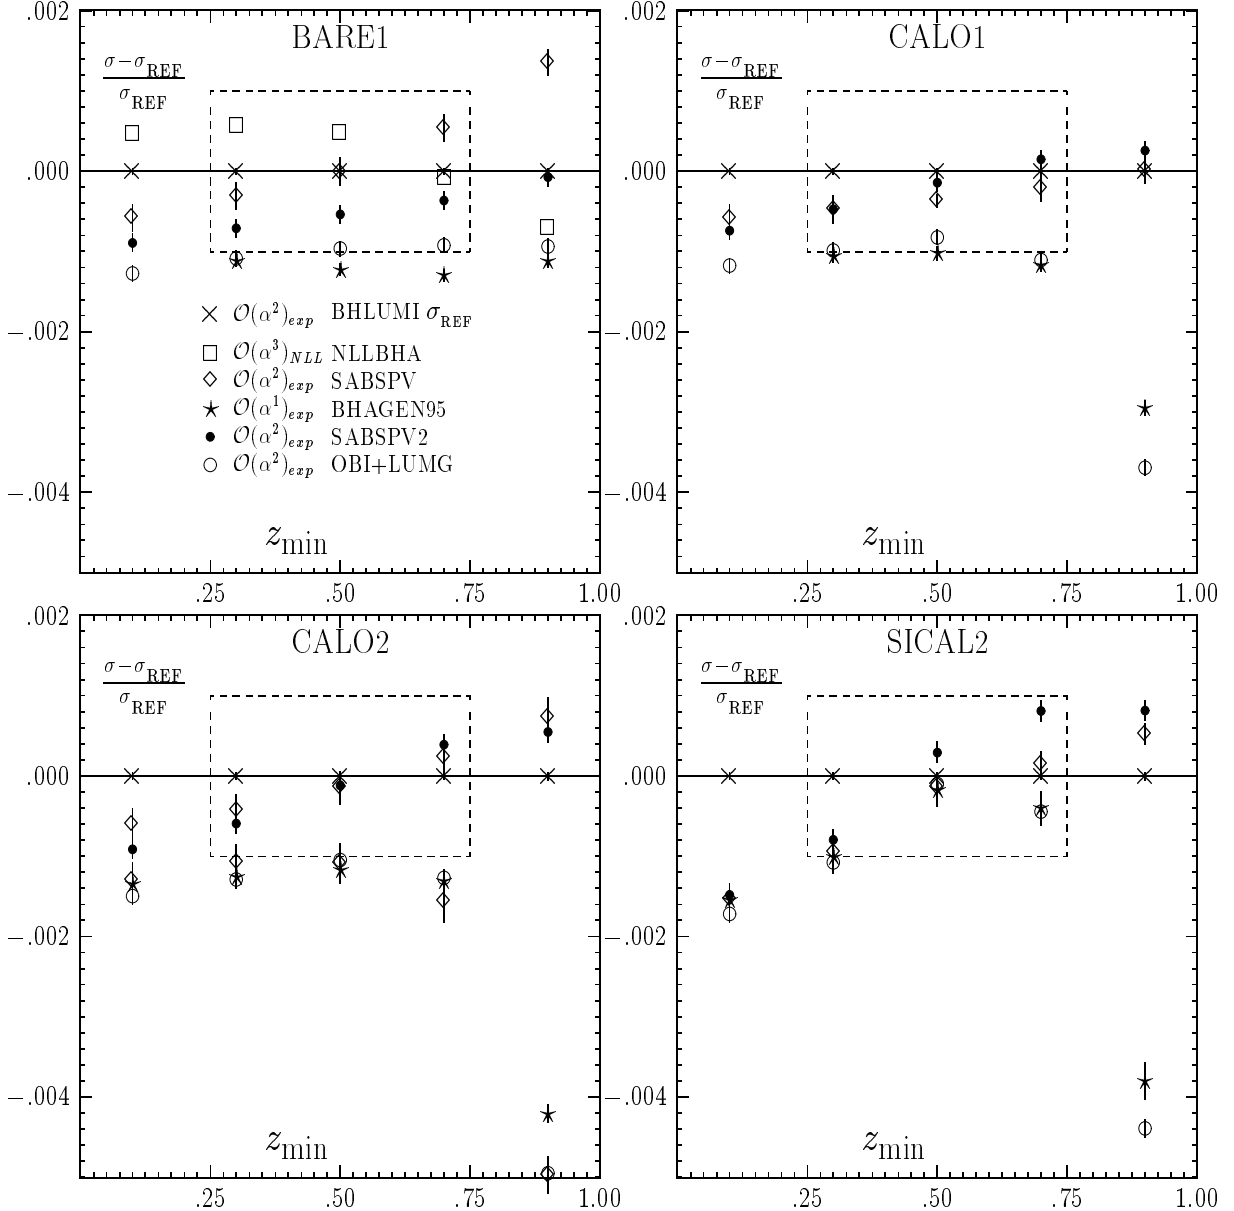 BARE1
σ−σREF
σREF
.002
.000
−.002
−.004
× O(α²)exp BHLUMI σREF
□ O(α³)NLL NLLBHA
◇ O(α²)exp SABSPV
★ O(α¹)exp BHAGEN95
● O(α²)exp SABSPV2
○ O(α²)exp OBI+LUMG
zmin
.25 .50 .75 1.00
CALO1
σ−σREF
σREF
.002
.000
−.002
−.004
zmin
.25 .50 .75 1.00
CALO2
σ−σREF
σREF
.002
.000
−.002
−.004
zmin
.25 .50 .75 1.00
SICAL2
σ−σREF
σREF
.002
.000
−.002
−.004
zmin
.25 .50 .75 1.00